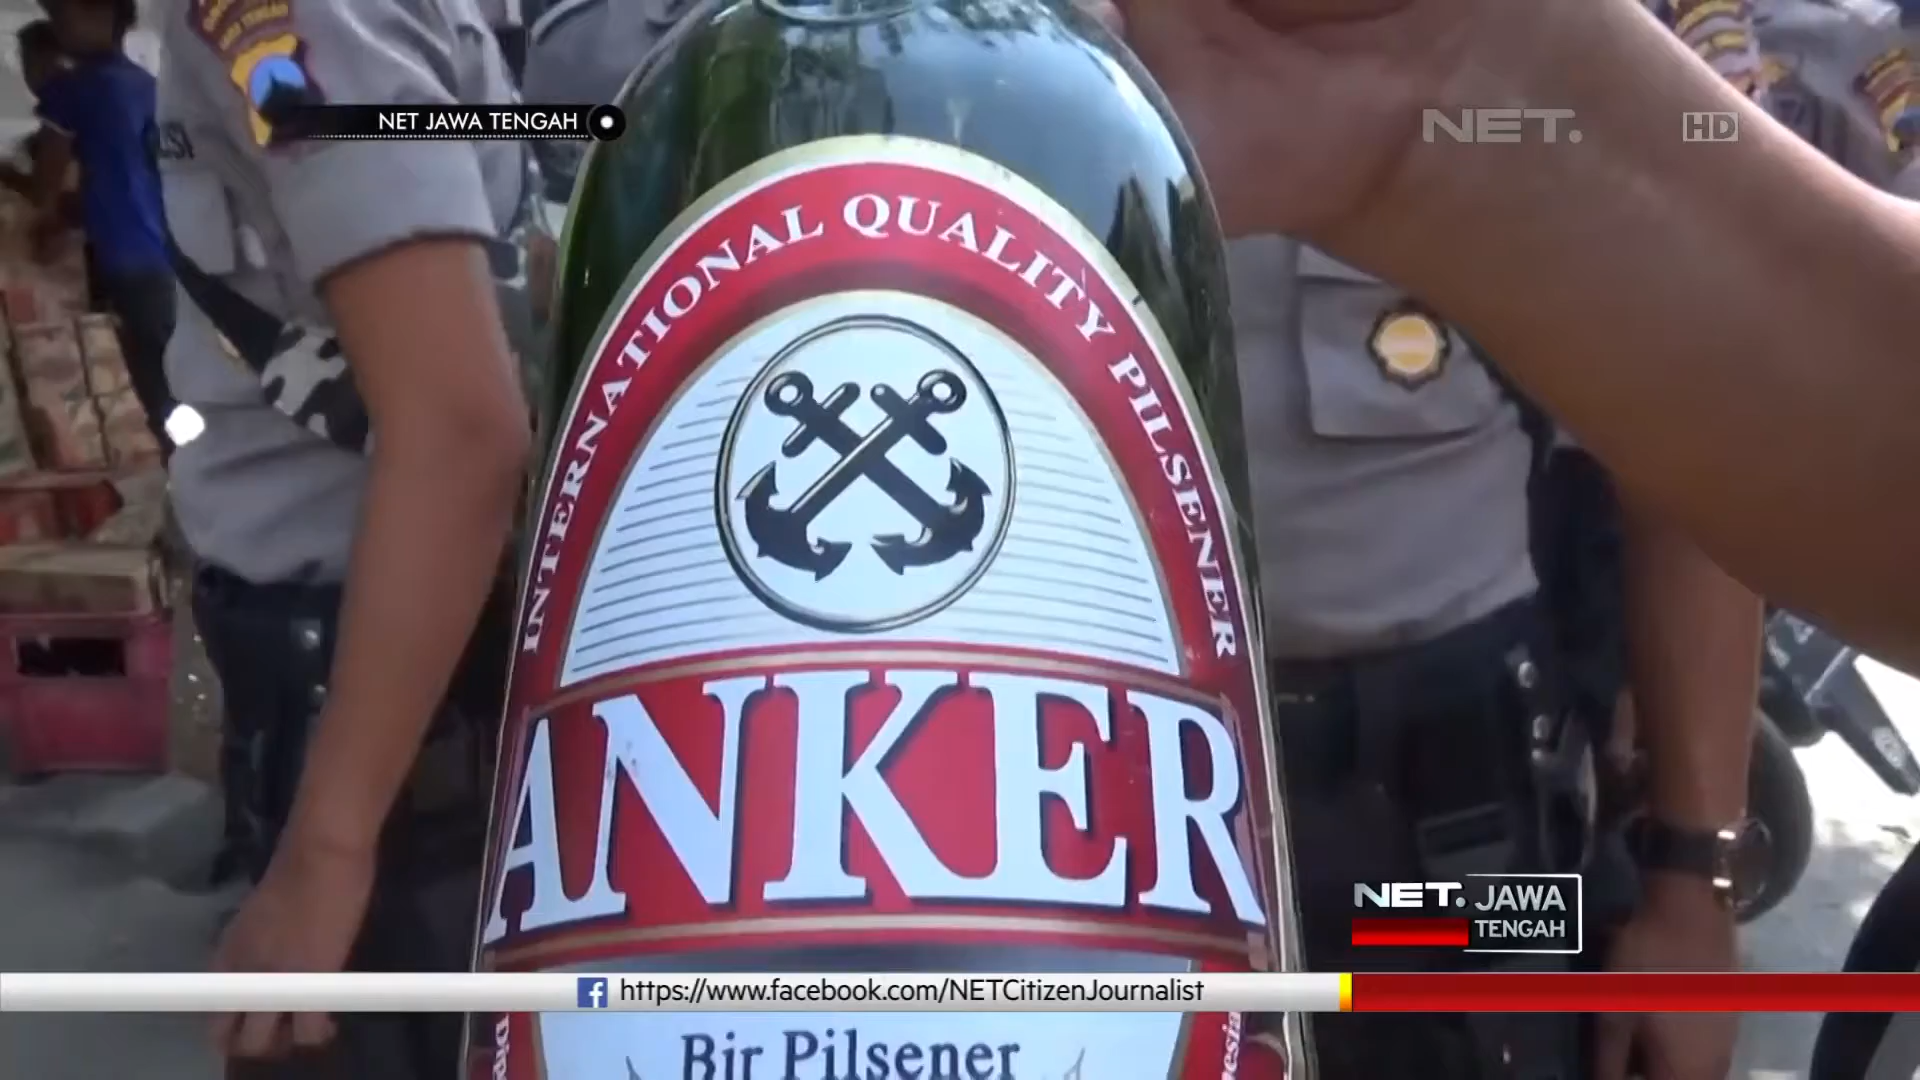 NET JAWA TENGAH
NET.
HD
INTERNATIONAL QUALITY PILSENER
ANKER
NET. JAWA
TENGAH
https://www.facebook.com/NETCitizenJournalist
Bir Pilsener